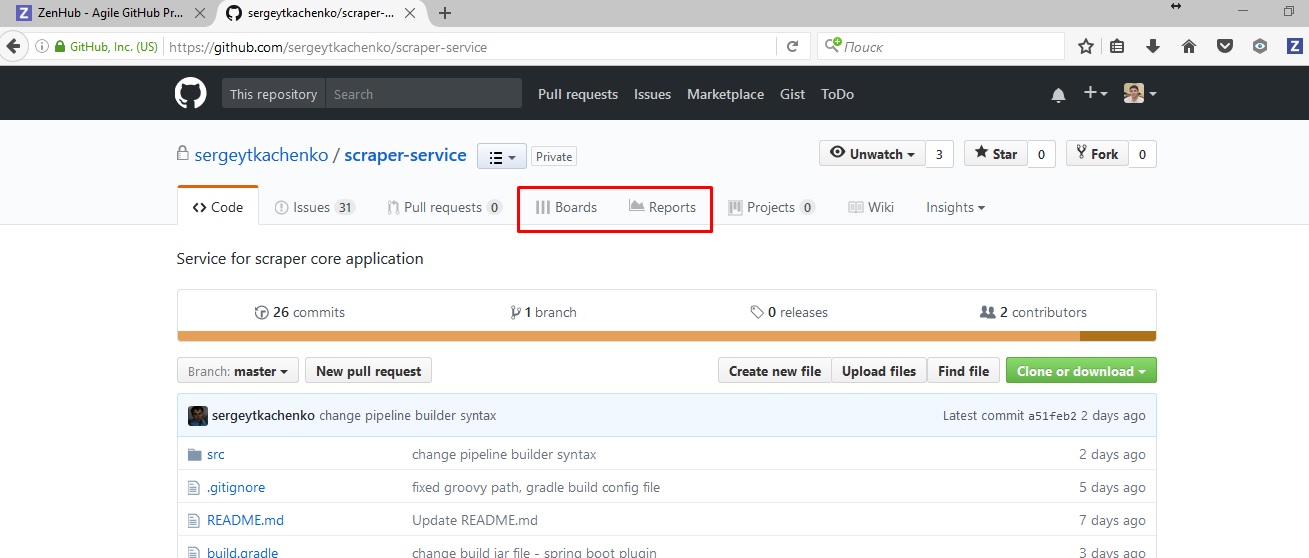 ZenHub - Agile GitHub Pr... sergeytkachenko/scraper-...
GitHub, Inc. (US) https://github.com/sergeytkachenko/scraper-service Поиск
This repository Search Pull requests Issues Marketplace Gist ToDo
sergeytkachenko / scraper-service Private Unwatch 3 Star 0 Fork 0
Code Issues 31 Pull requests 0 Boards Reports Projects 0 Wiki Insights
Service for scraper core application
26 commits 1 branch 0 releases 2 contributors
Branch: master New pull request Create new file Upload files Find file Clone or download
sergeytkachenko change pipeline builder syntax Latest commit a51feb2 2 days ago
src change pipeline builder syntax 2 days ago
.gitignore fixed groovy path, gradle build config file 5 days ago
README.md Update README.md 7 days ago
build.gradle change build jar file - spring boot plugin 3 days ago